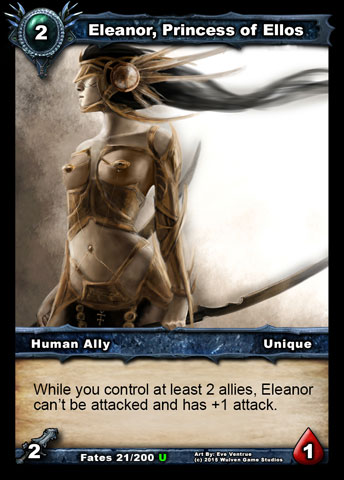 2
Eleanor, Princess of Ellos
Human Ally
Unique
While you control at least 2 allies, Eleanor
can't be attacked and has +1 attack.
2
Fates 21/200 U
Art By: Eve Ventrue
(c) 2015 Wulven Game Studios
1